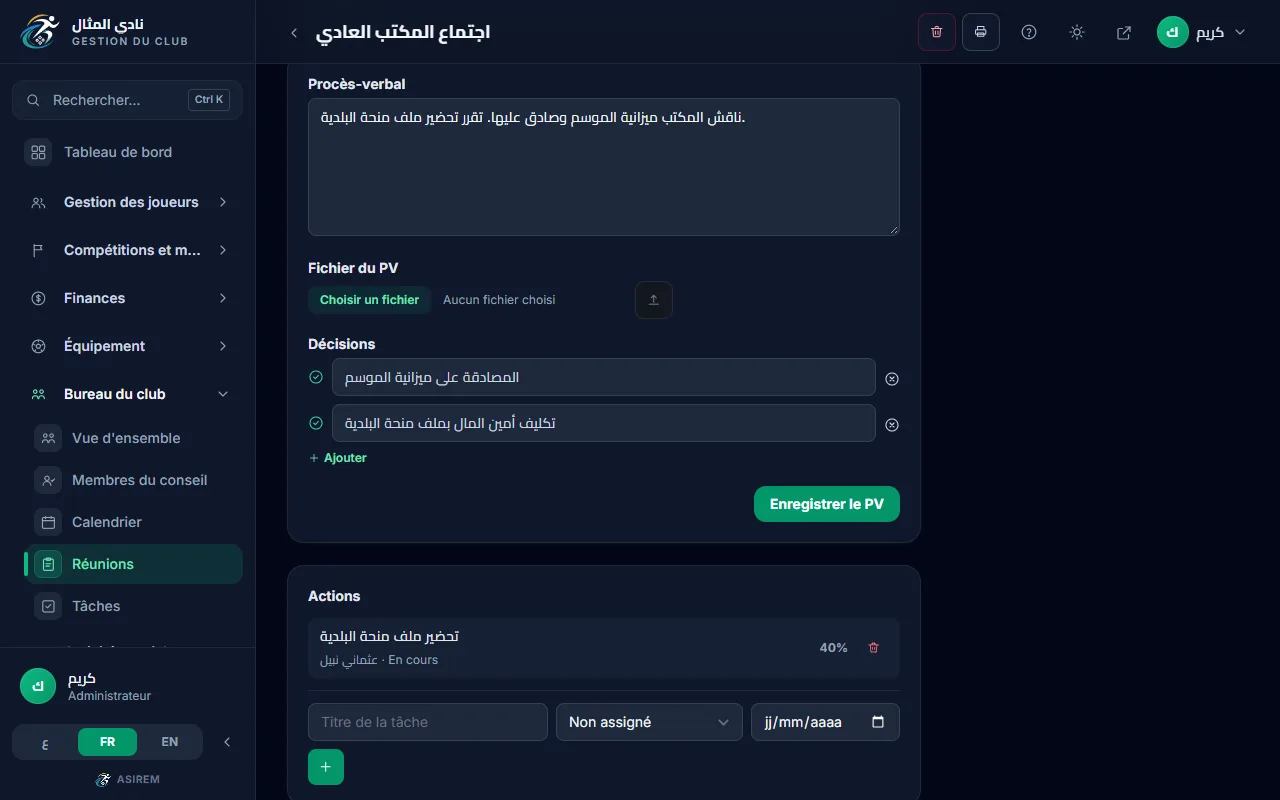 نادي المثال
GESTION DU CLUB
Rechercher... Ctrl K
Tableau de bord
Gestion des joueurs
Compétitions et m...
Finances
Équipement
Bureau du club
Vue d'ensemble
Membres du conseil
Calendrier
Réunions
Tâches
كريم
Administrateur
ع FR EN
ASIREM
اجتماع المكتب العادي
كريم
Procès-verbal
ناقش المكتب ميزانية الموسم وصادق عليها. تقرر تحضير ملف منحة البلدية.
Fichier du PV
Choisir un fichier Aucun fichier choisi
Décisions
المصادقة على ميزانية الموسم
تكليف أمين المال بملف منحة البلدية
+ Ajouter
Enregistrer le PV
Actions
تحضير ملف منحة البلدية
عثماني نبيل · En cours
40%
Titre de la tâche Non assigné jj/mm/aaaa
+